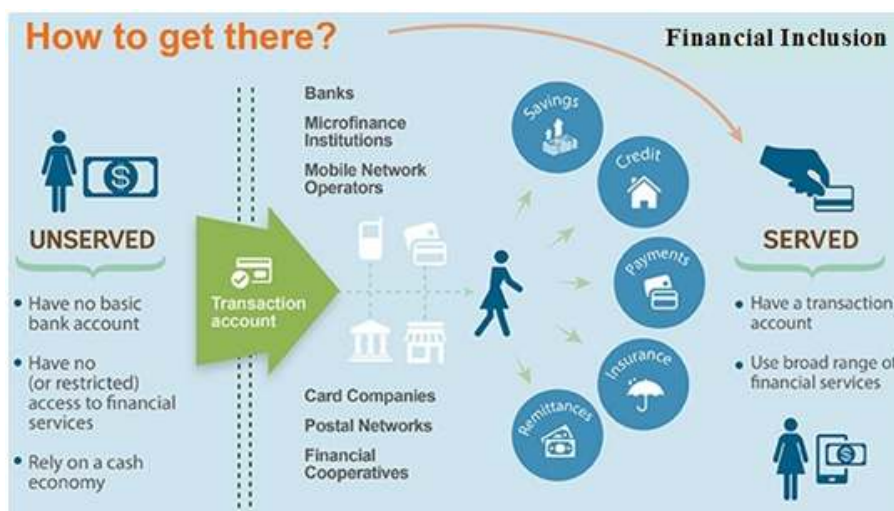 How to get there?
Financial Inclusion
UNSERVED
• Have no basic
bank account
• Have no
(or restricted)
access to financial
services
• Rely on a cash
economy
Transaction
account
Banks
Microfinance
Institutions
Mobile Network
Operators
Card Companies
Postal Networks
Financial
Cooperatives
Savings
Credit
Payments
Insurance
Remittances
SERVED
• Have a transaction
account
• Use broad range of
financial services